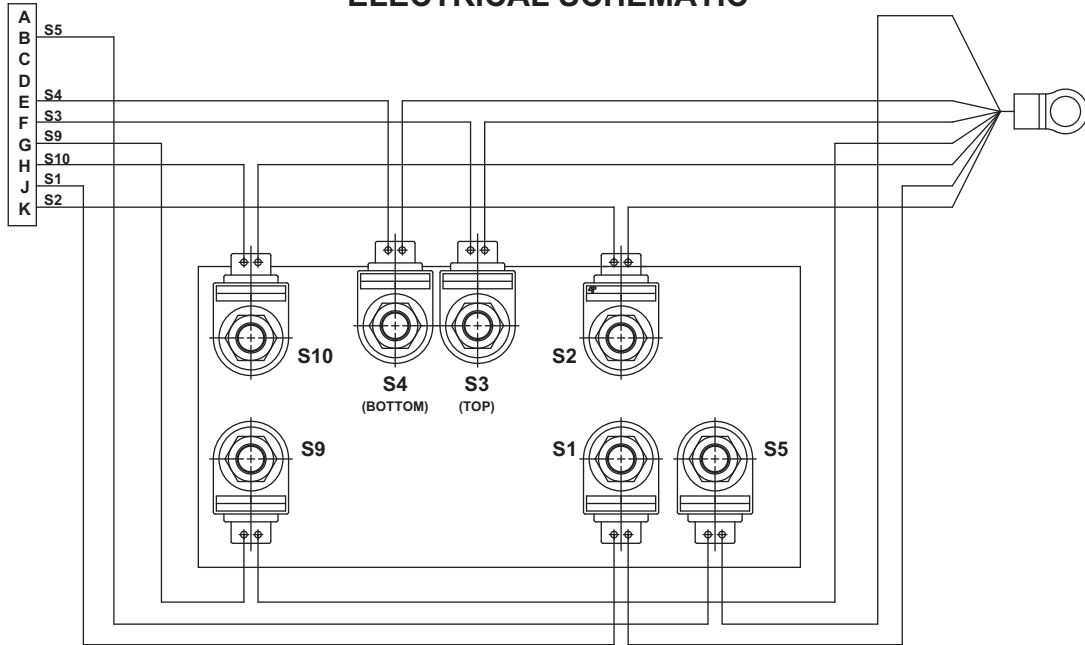 ELECTRICAL SCHEMATIC
A
B S5
C
D
E S4
F S3
G S9
H S10
J S1
K S2
S10
S4
(BOTTOM)
S3
(TOP)
S2
S9
S1
S5